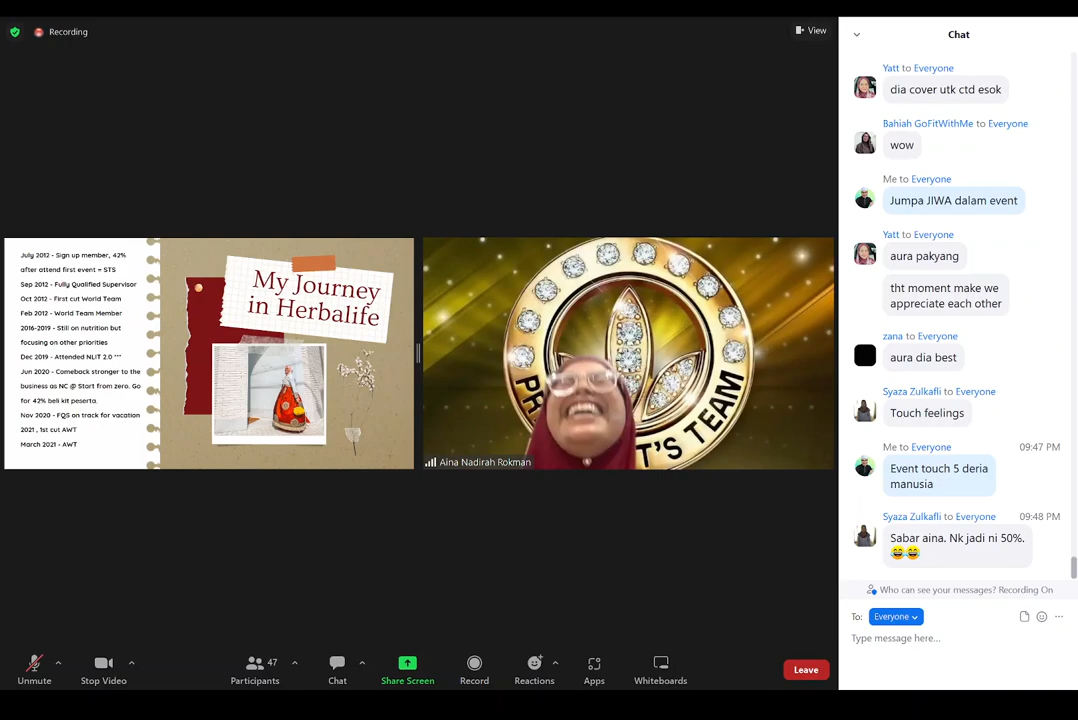 Recording
View
July 2012 - Sign up member, 42%
after attend first event = STS
Sep 2012 - Fully Qualified Supervisor
Oct 2012 - First cut World Team
Feb 2012 - World Team Member
2016-2019 - Still on nutrition but
focusing on other priorities
Dec 2019 - Attended NLIT 2.0 ***
Jun 2020 - Comeback stronger to the
business as NC @ Start from zero. Go
for 42% beli kit peserta.
Nov 2020 - FQS on track for vacation
2021 , 1st cut AWT
March 2021 - AWT
My Journey
in Herbalife
T'S TEAM
Aina Nadirah Rokman
Chat
Yatt to Everyone
dia cover utk ctd esok
Bahiah GoFitWithMe to Everyone
wow
Me to Everyone
Jumpa JIWA dalam event
Yatt to Everyone
aura pakyang
tht moment make we
appreciate each other
zana to Everyone
aura dia best
Syaza Zulkafli to Everyone
Touch feelings
Me to Everyone 09:47 PM
Event touch 5 deria
manusia
Syaza Zulkafli to Everyone 09:48 PM
Sabar aina. Nk jadi ni 50%.
😂😂
Who can see your messages? Recording On
To: Everyone
Type message here...
Unmute
Stop Video
47
Participants
Chat
Share Screen
Record
Reactions
Apps
Whiteboards
Leave